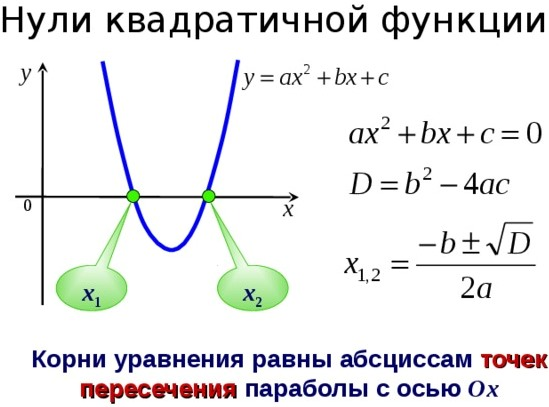 Нули квадратичной функции
y
y = ax² + bx + c
ax² + bx + c = 0
D = b² − 4ac
0
x
x₁,₂ = (−b ± √D) / 2a
x₁
x₂
Корни уравнения равны абсциссам точек
пересечения параболы с осью Ox